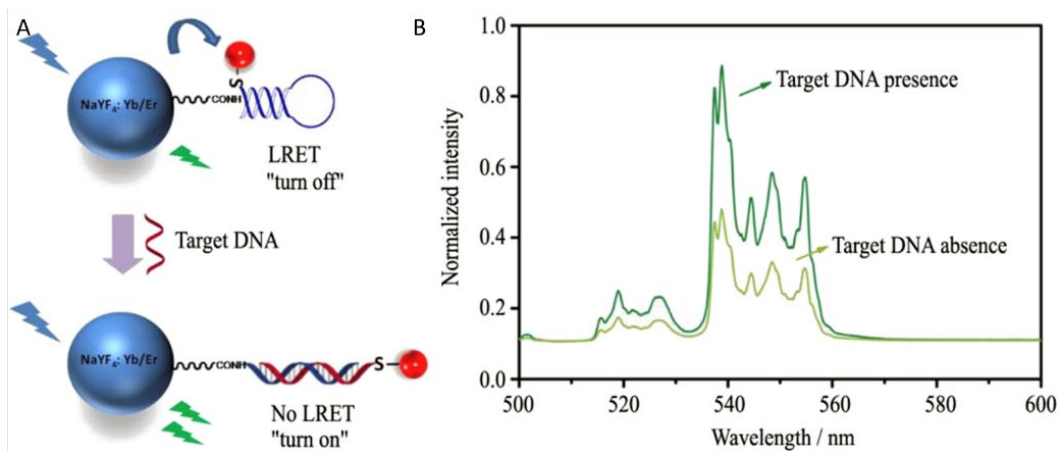 A
NaYF₄: Yb/Er
S
CONH
LRET
"turn off"
Target DNA
NaYF₄: Yb/Er
CONH
S
No LRET
"turn on"
B
Normalized intensity
1.0
0.8
0.6
0.4
0.2
0.0
Target DNA presence
Target DNA absence
500
520
540
560
580
600
Wavelength / nm